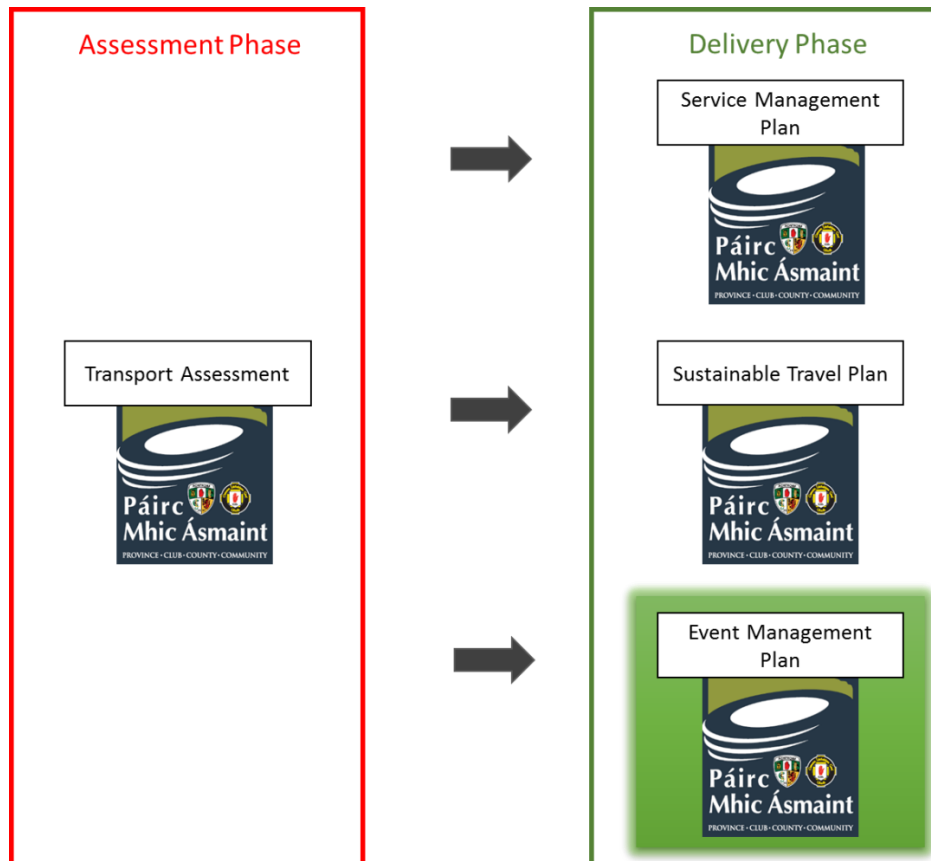 Assessment Phase
Transport Assessment
Páirc
Mhic Ásmaint
PROVINCE • CLUB • COUNTY • COMMUNITY
Delivery Phase
Service Management
Plan
Páirc
Mhic Ásmaint
PROVINCE • CLUB • COUNTY • COMMUNITY
Sustainable Travel Plan
Páirc
Mhic Ásmaint
PROVINCE • CLUB • COUNTY • COMMUNITY
Event Management
Plan
Páirc
Mhic Ásmaint
PROVINCE • CLUB • COUNTY • COMMUNITY